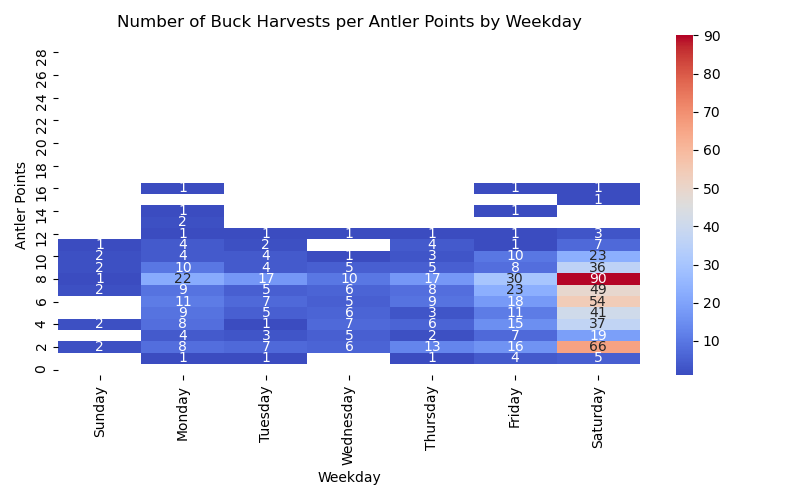 Number of Buck Harvests per Antler Points by Weekday
Antler Points
28
26
24
22
20
18
16 1 1 1
1
14 1 1
2
12 1 1 1 1 1 3
1 4 2 4 1 7
10 2 4 4 1 3 10 23
2 10 4 5 5 8 36
8 1 22 17 10 17 30 90
2 9 5 6 8 23 49
6 11 7 5 9 18 54
9 5 6 3 11 41
4 2 8 1 7 6 15 37
4 3 5 2 7 19
2 2 8 7 6 13 16 66
1 1 1 4 5
0
Sunday Monday Tuesday Wednesday Thursday Friday Saturday
Weekday
90
80
70
60
50
40
30
20
10